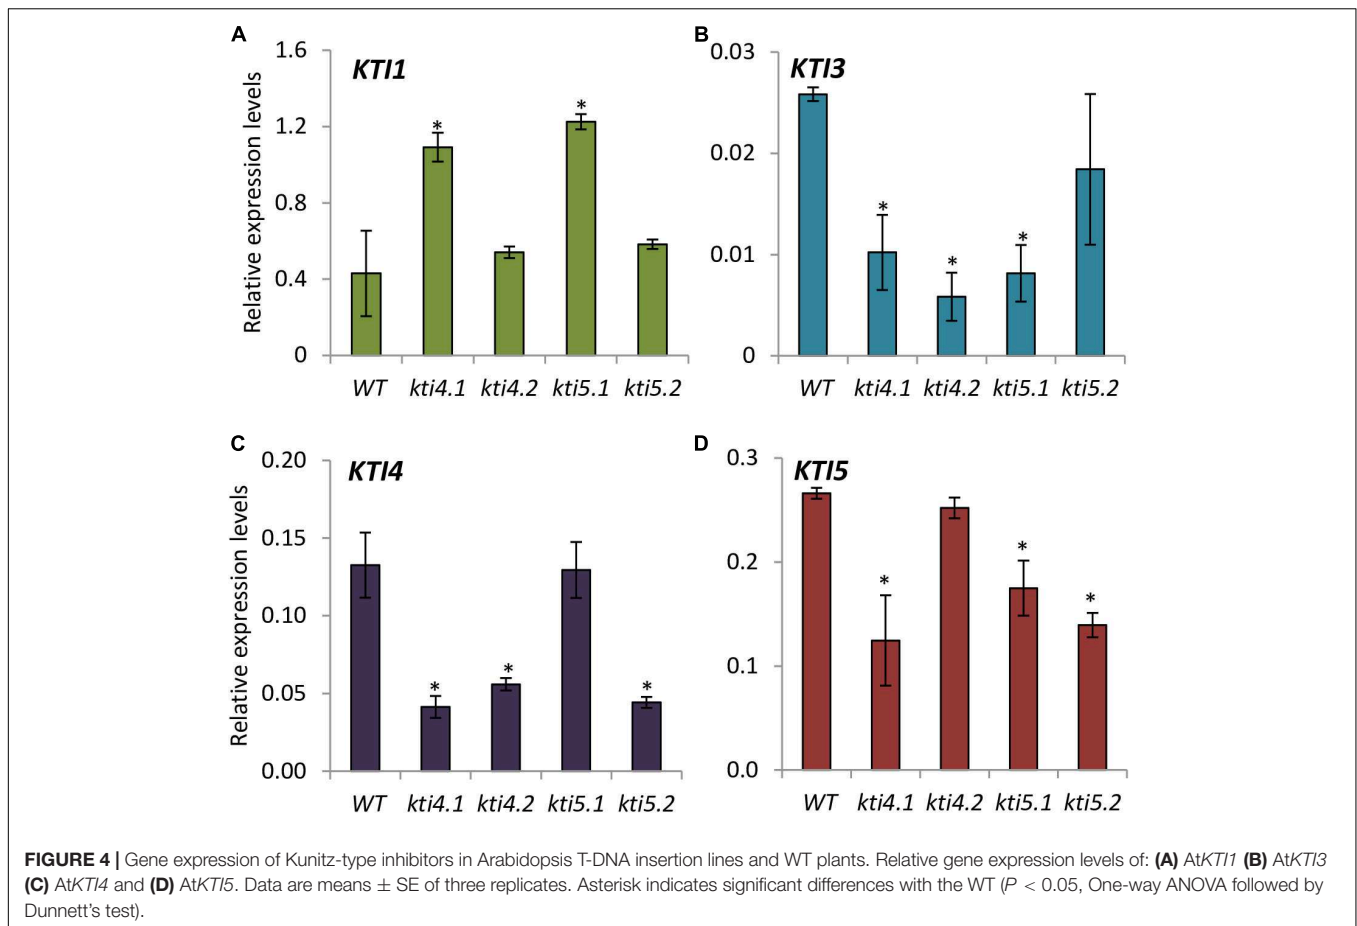 A
KTI1
Relative expression levels
1.6
1.2
0.8
0.4
0
*
*
WT kti4.1 kti4.2 kti5.1 kti5.2
B
KTI3
0.03
0.02
0.01
0
*
*
*
WT kti4.1 kti4.2 kti5.1 kti5.2
C
KTI4
Relative expression levels
0.20
0.15
0.10
0.05
0.00
*
*
*
WT kti4.1 kti4.2 kti5.1 kti5.2
D
KTI5
0.3
0.2
0.1
0.0
*
*
*
WT kti4.1 kti4.2 kti5.1 kti5.2
FIGURE 4 | Gene expression of Kunitz-type inhibitors in Arabidopsis T-DNA insertion lines and WT plants. Relative gene expression levels of: (A) AtKTI1 (B) AtKTI3
(C) AtKTI4 and (D) AtKTI5. Data are means ± SE of three replicates. Asterisk indicates significant differences with the WT (P < 0.05, One-way ANOVA followed by
Dunnett's test).